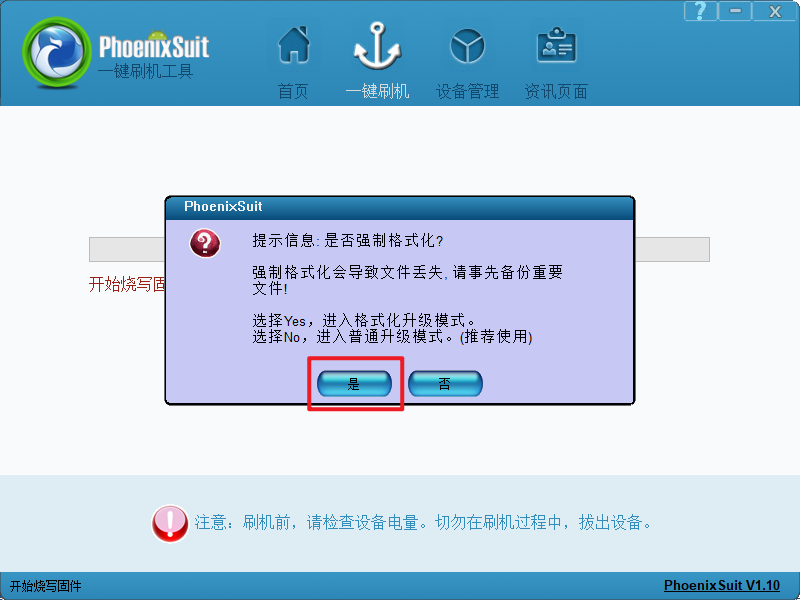 PhoenixSuit
一键刷机工具
首页
一键刷机
设备管理
资讯页面
PhoenixSuit
提示信息: 是否强制格式化?
强制格式化会导致文件丢失, 请事先备份重要
文件!
选择Yes，进入格式化升级模式。
选择No，进入普通升级模式。(推荐使用)
是
否
开始烧写固
注意：刷机前，请检查设备电量。切勿在刷机过程中，拔出设备。
开始烧写固件
PhoenixSuit V1.10